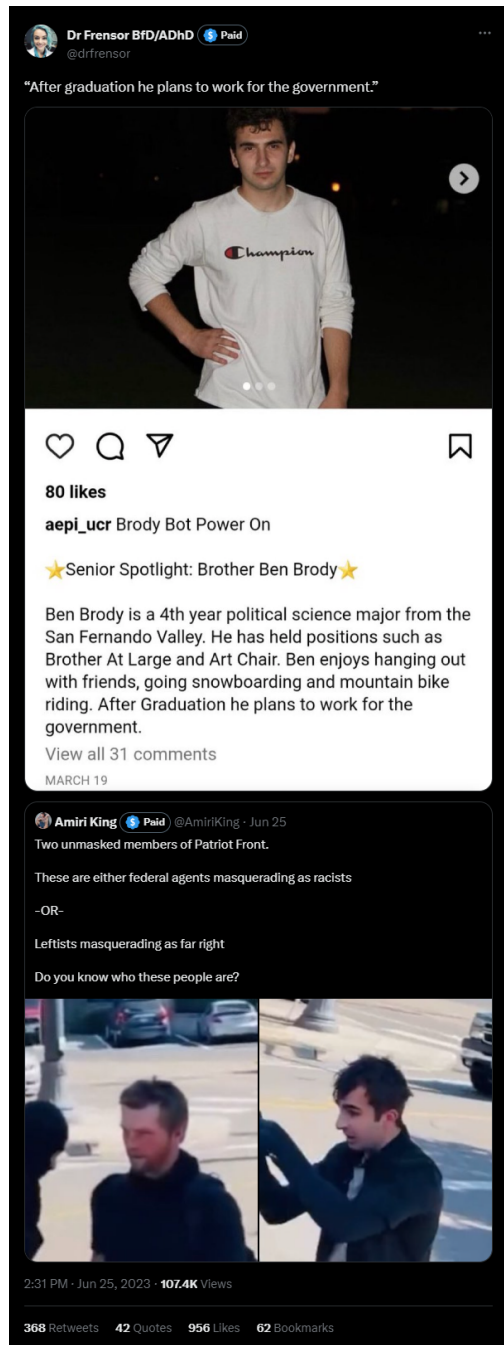 Dr Frensor BfD/ADhD $ Paid
@drfrensor
“After graduation he plans to work for the government.”
Champion
80 likes
aepi_ucr Brody Bot Power On
⭐Senior Spotlight: Brother Ben Brody⭐
Ben Brody is a 4th year political science major from the
San Fernando Valley. He has held positions such as
Brother At Large and Art Chair. Ben enjoys hanging out
with friends, going snowboarding and mountain bike
riding. After Graduation he plans to work for the
government.
View all 31 comments
MARCH 19
Amiri King $ Paid @AmiriKing · Jun 25
Two unmasked members of Patriot Front.
These are either federal agents masquerading as racists
-OR-
Leftists masquerading as far right
Do you know who these people are?
2:31 PM · Jun 25, 2023 · 107.4K Views
368 Retweets 42 Quotes 956 Likes 62 Bookmarks